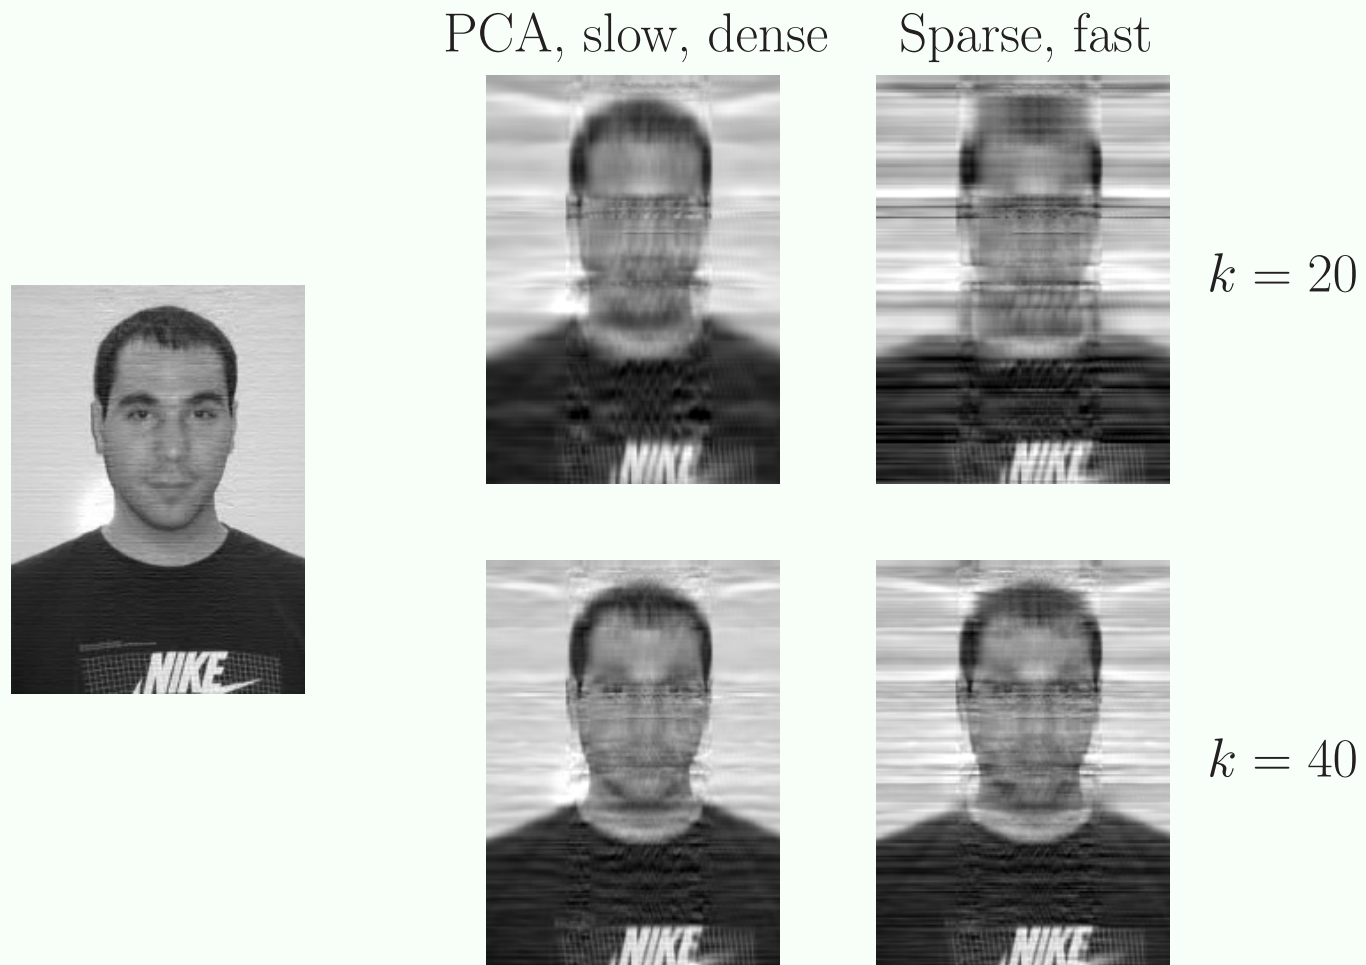 PCA, slow, dense
Sparse, fast
k = 20
NIKE
NIKE
NIKE
k = 40
NIKE
NIKE